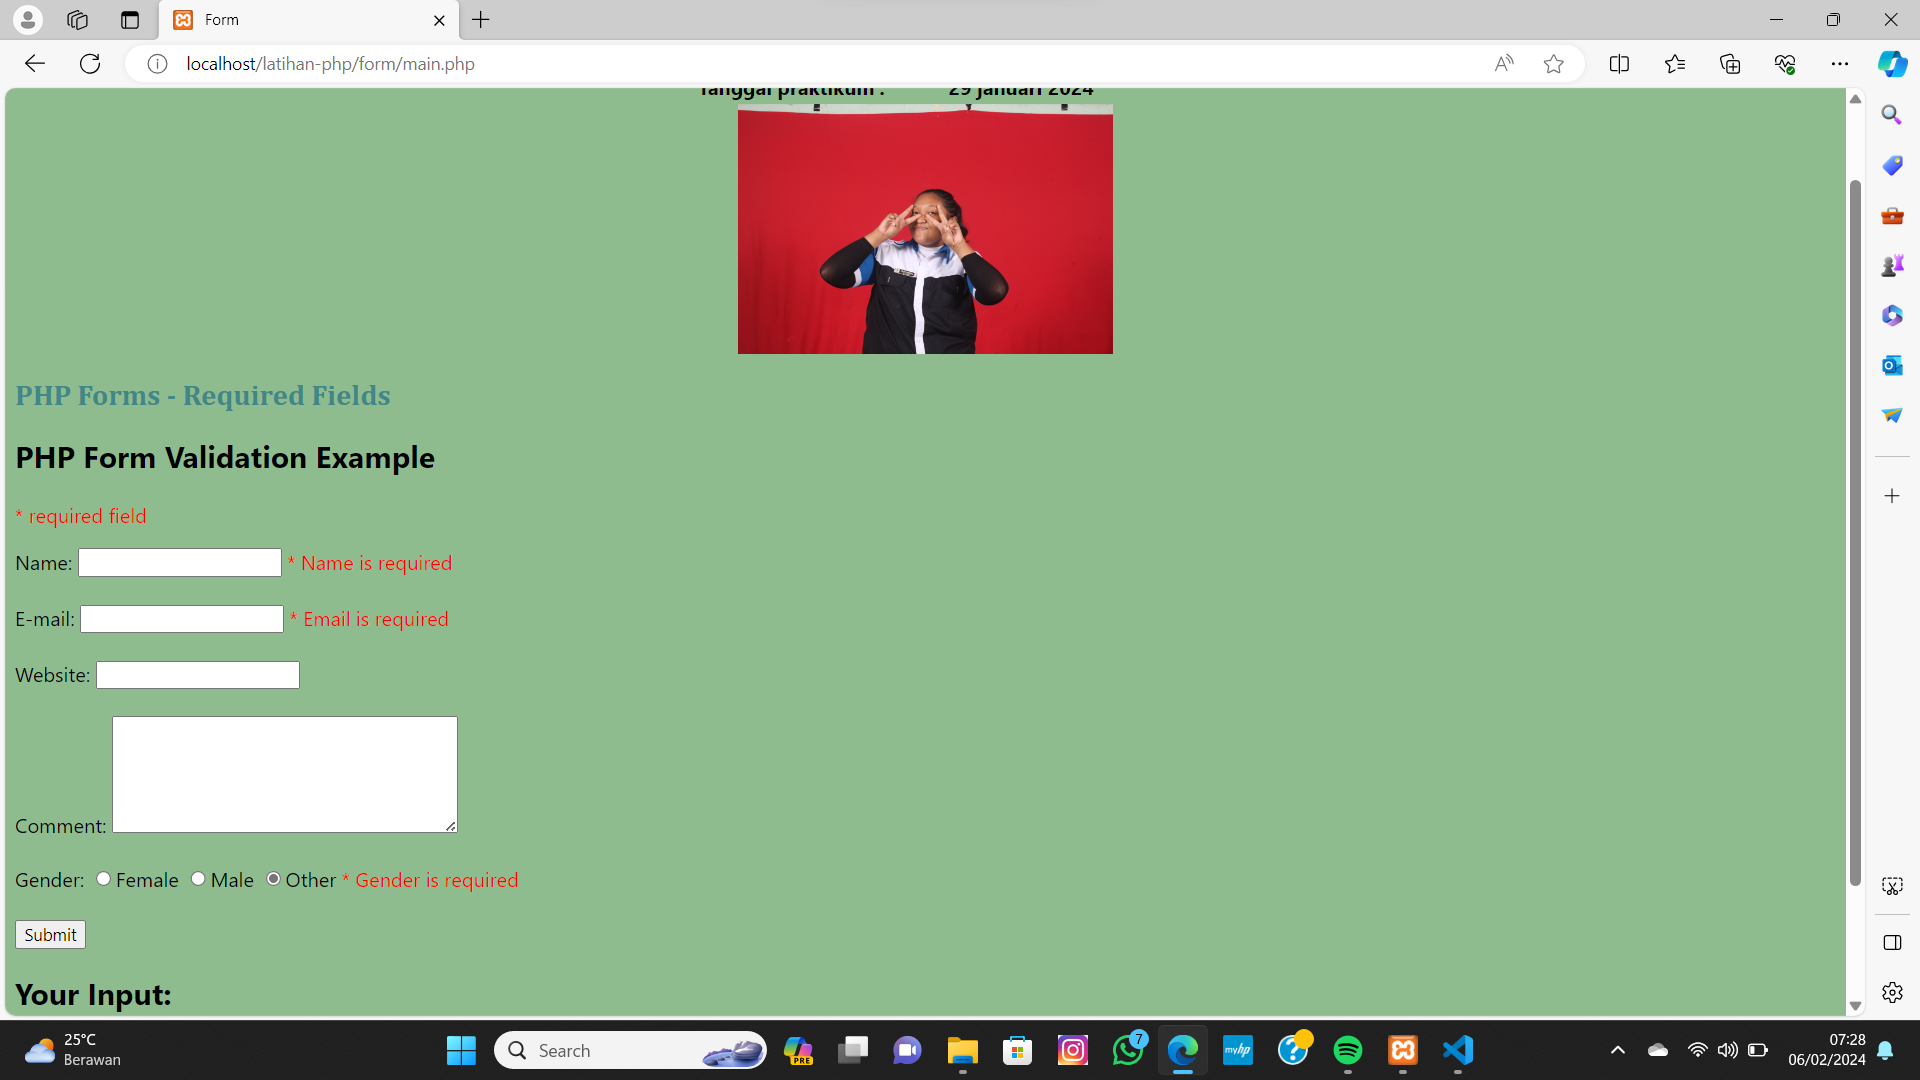 Form
localhost/latihan-php/form/main.php
Tanggal praktikum : 29 Januari 2024
PHP Forms - Required Fields
PHP Form Validation Example
* required field
Name: * Name is required
E-mail: * Email is required
Website:
Comment:
Gender: Female Male Other * Gender is required
Submit
Your Input:
25°C
Berawan
Search
PRE
7
myhp
07:28
06/02/2024